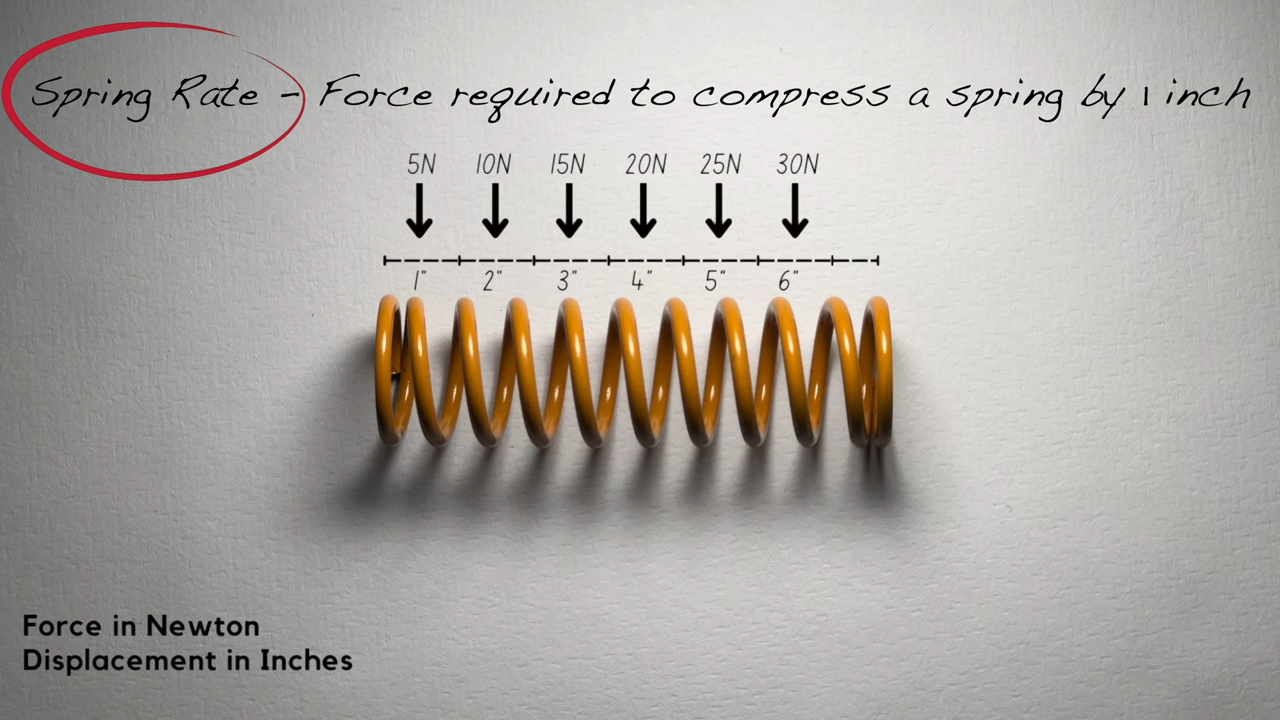 Spring Rate - Force required to compress a spring by 1 inch
5N 10N 15N 20N 25N 30N
1" 2" 3" 4" 5" 6"
Force in Newton
Displacement in Inches